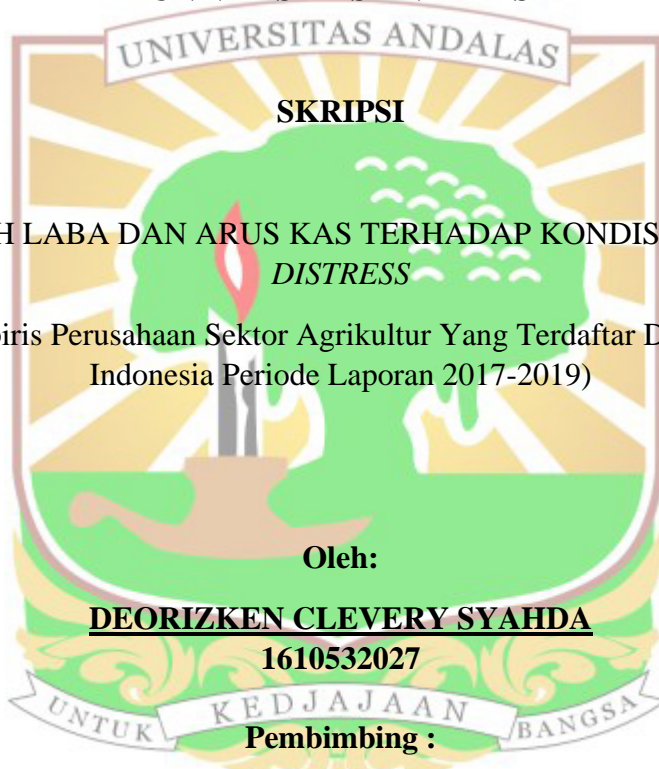 UNIVERSITAS ANDALAS
SKRIPSI
H LABA DAN ARUS KAS TERHADAP KONDIS
DISTRESS
iris Perusahaan Sektor Agrikultur Yang Terdaftar D
Indonesia Periode Laporan 2017-2019)
Oleh:
DEORIZKEN CLEVERY SYAHDA
1610532027
UNTUK KEDJAJAAN BANGSA
Pembimbing :